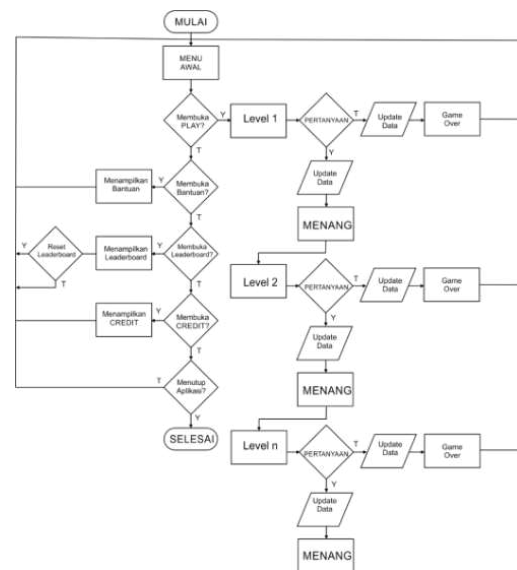 MULAI
MENU
AWAL
Membuka
PLAY?
Y
T
Level 1
PERTANYAAN
T
Y
Update
Data
Game
Over
Update
Data
MENANG
Membuka
Bantuan?
Y
T
Menampilkan
Bantuan
Membuka
Leaderboard?
Y
T
Menampilkan
Leaderboard
Reset
Leaderboard
Y
T
Level 2
PERTANYAAN
T
Y
Update
Data
Game
Over
Update
Data
MENANG
Membuka
CREDIT?
Y
T
Menampilkan
CREDIT
Menutup
Aplikasi?
T
Y
SELESAI
Level n
PERTANYAAN
T
Y
Update
Data
Game
Over
Update
Data
MENANG